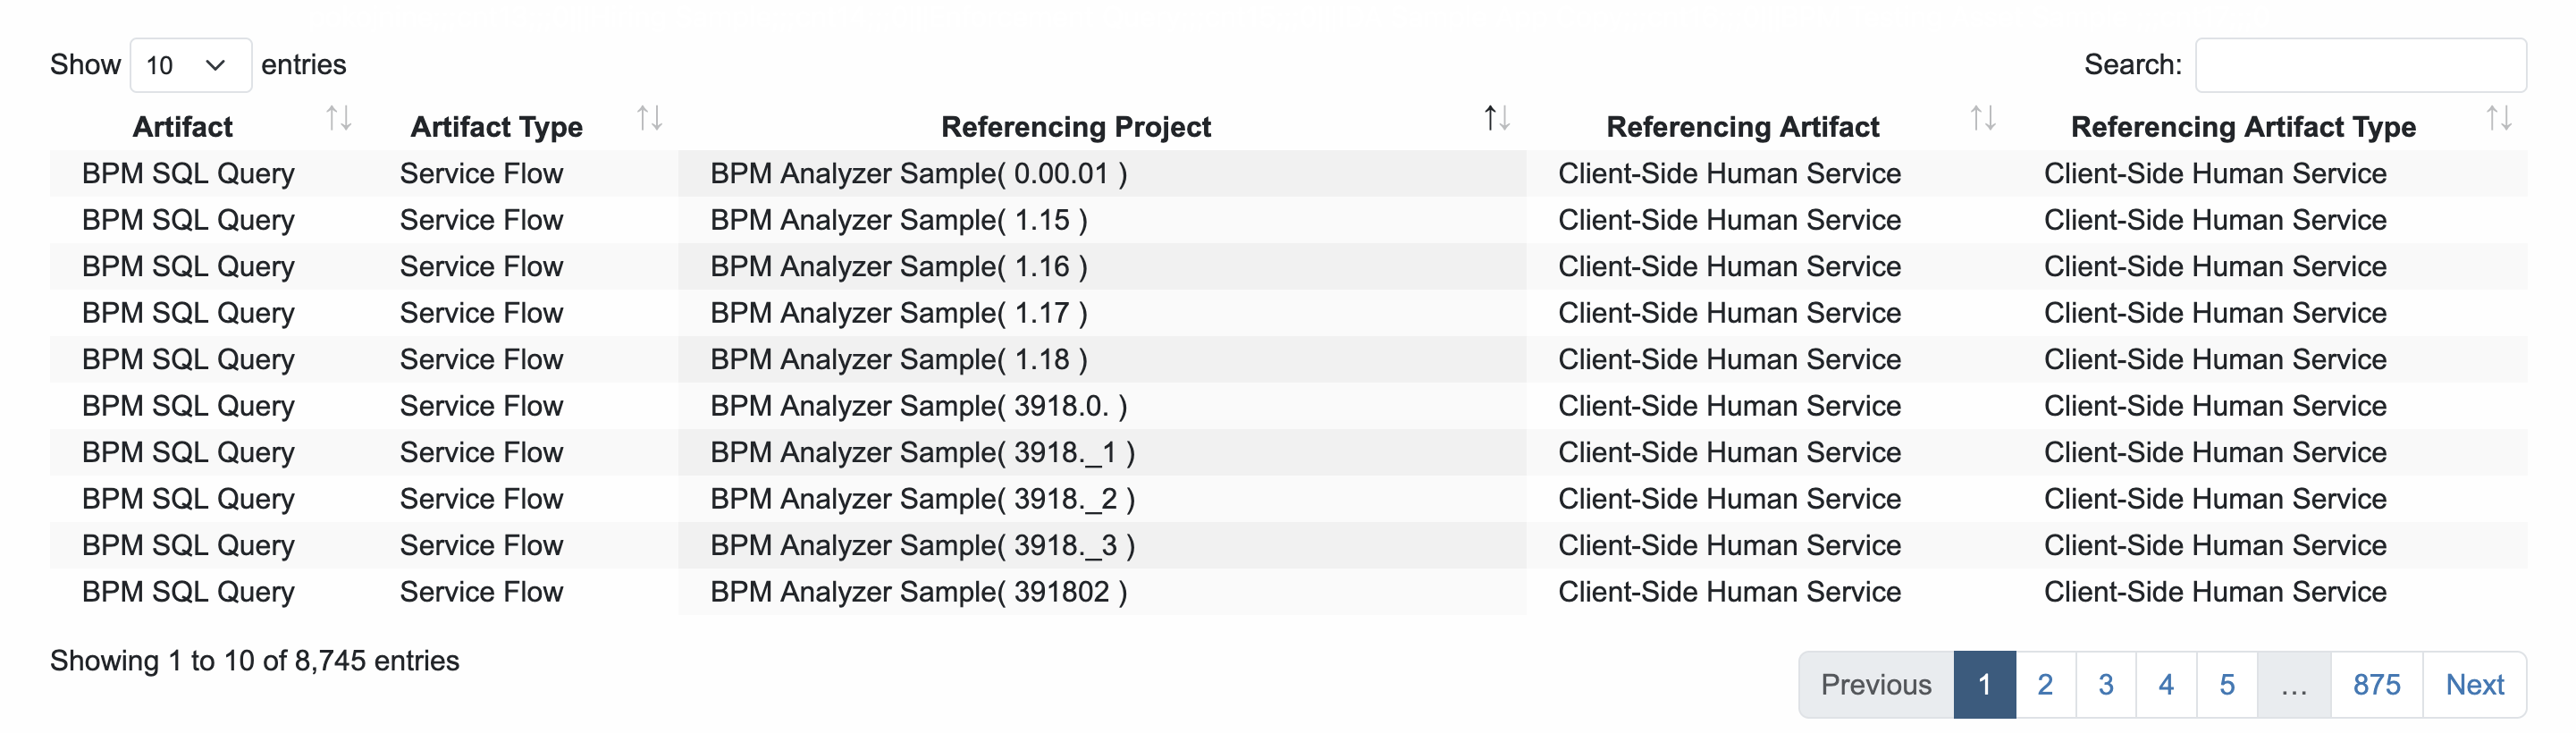 Show 10 entries Search:
Artifact Artifact Type Referencing Project Referencing Artifact Referencing Artifact Type
BPM SQL Query Service Flow BPM Analyzer Sample( 0.00.01 ) Client-Side Human Service Client-Side Human Service
BPM SQL Query Service Flow BPM Analyzer Sample( 1.15 ) Client-Side Human Service Client-Side Human Service
BPM SQL Query Service Flow BPM Analyzer Sample( 1.16 ) Client-Side Human Service Client-Side Human Service
BPM SQL Query Service Flow BPM Analyzer Sample( 1.17 ) Client-Side Human Service Client-Side Human Service
BPM SQL Query Service Flow BPM Analyzer Sample( 1.18 ) Client-Side Human Service Client-Side Human Service
BPM SQL Query Service Flow BPM Analyzer Sample( 3918.0. ) Client-Side Human Service Client-Side Human Service
BPM SQL Query Service Flow BPM Analyzer Sample( 3918._1 ) Client-Side Human Service Client-Side Human Service
BPM SQL Query Service Flow BPM Analyzer Sample( 3918._2 ) Client-Side Human Service Client-Side Human Service
BPM SQL Query Service Flow BPM Analyzer Sample( 3918._3 ) Client-Side Human Service Client-Side Human Service
BPM SQL Query Service Flow BPM Analyzer Sample( 391802 ) Client-Side Human Service Client-Side Human Service
Showing 1 to 10 of 8,745 entries
Previous 1 2 3 4 5 … 875 Next